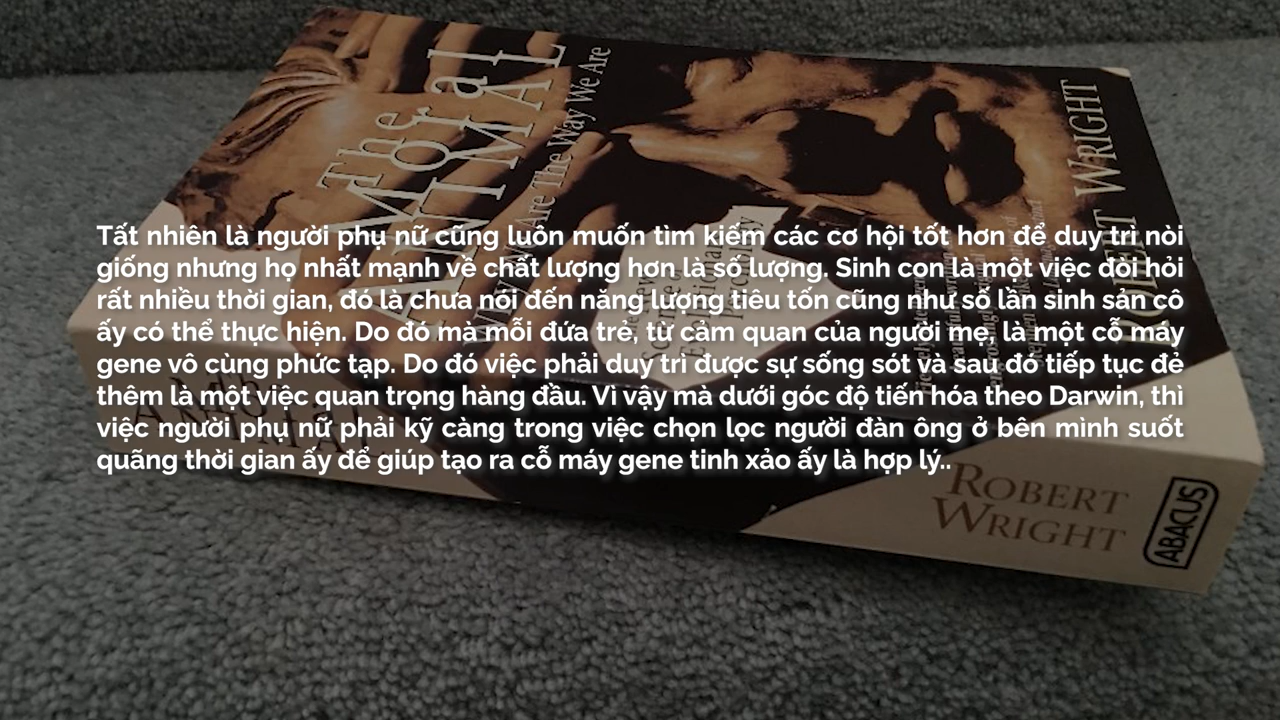 The
Moral
ANIMAL
Are The Way We Are
ROBERT WRIGHT
Tất nhiên là người phụ nữ cũng luôn muốn tìm kiếm các cơ hội tốt hơn để duy trì nòi
giống nhưng họ nhất mạnh về chất lượng hơn là số lượng. Sinh con là một việc đòi hỏi
rất nhiều thời gian, đó là chưa nói đến năng lượng tiêu tốn cũng như số lần sinh sản cô
ấy có thể thực hiện. Do đó mà mỗi đứa trẻ, từ cảm quan của người mẹ, là một cỗ máy
gene vô cùng phức tạp. Do đó việc phải duy trì được sự sống sót và sau đó tiếp tục đẻ
thêm là một việc quan trọng hàng đầu. Vì vậy mà dưới góc độ tiến hóa theo Darwin, thì
việc người phụ nữ phải kỹ càng trong việc chọn lọc người đàn ông ở bên mình suốt
quãng thời gian ấy để giúp tạo ra cỗ máy gene tinh xảo ấy là hợp lý..
ROBERT
WRIGHT
ABACUS